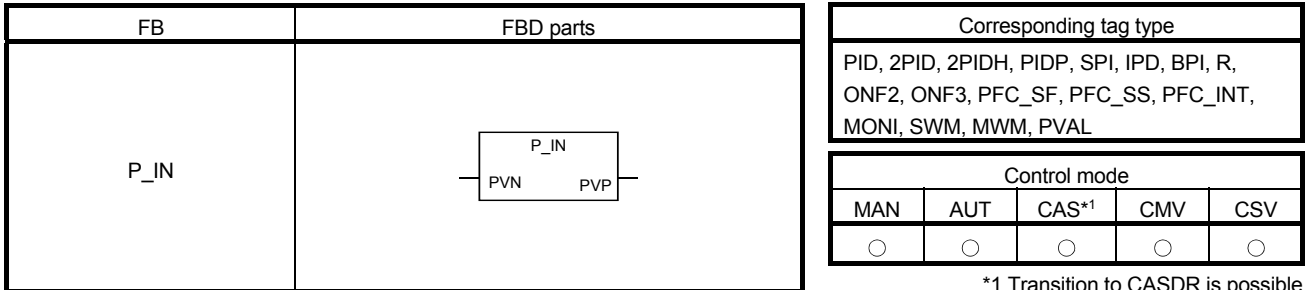 FB
FBD parts
P_IN
P_IN
PVN
PVP
Corresponding tag type
PID, 2PID, 2PIDH, PIDP, SPI, IPD, BPI, R,
ONF2, ONF3, PFC_SF, PFC_SS, PFC_INT,
MONI, SWM, MWM, PVAL
Control mode
MAN AUT CAS*1 CMV CSV
○ ○ ○ ○ ○
*1 Transition to CASDR is possible